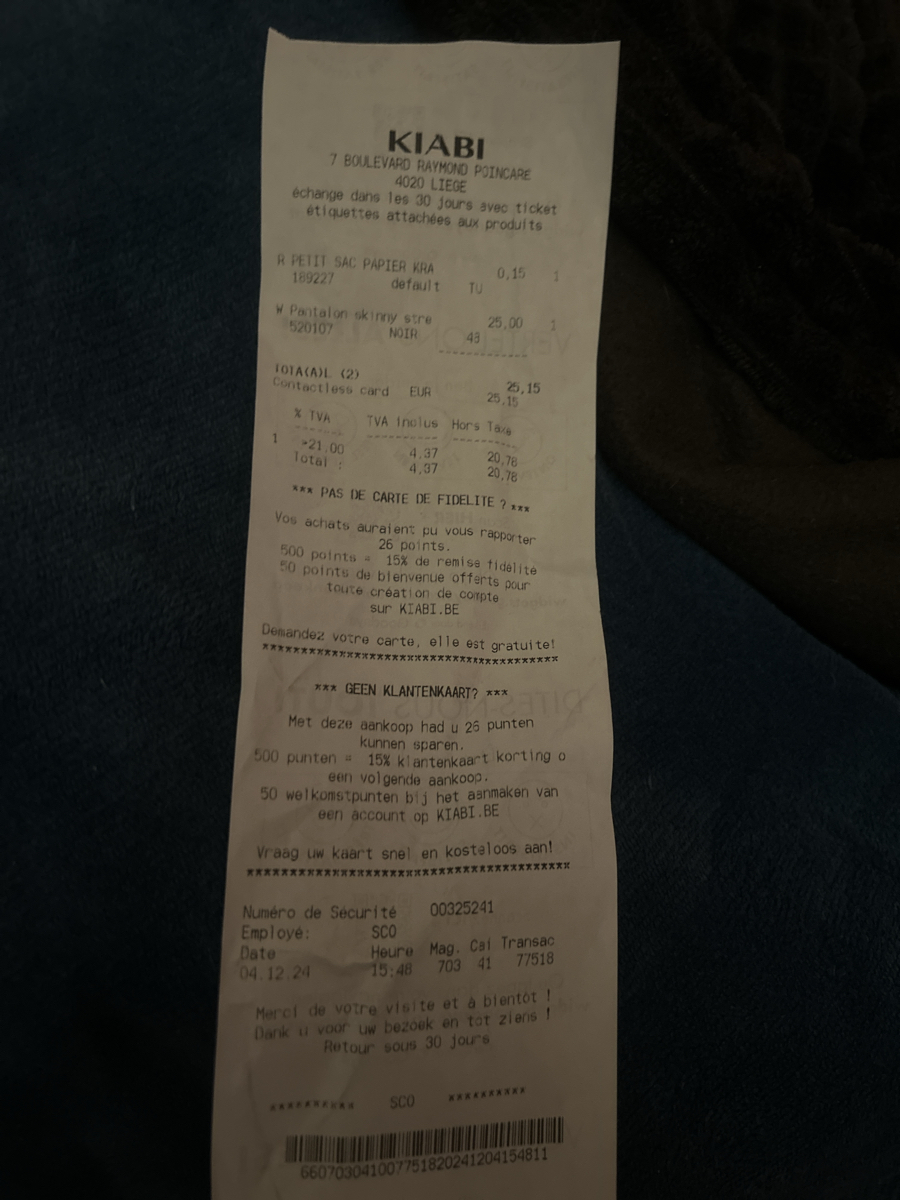 KIABI
7 BOULEVARD RAYMOND POINCARE
4020 LIEGE
échange dans les 30 jours avec ticket
étiquettes attachées aux produits
R PETIT SAC PAPIER KRA 0,15 1
189227 default TU
W Pantalon skinny stre 25,00 1
520107 NOIR 48
TOTA(A)L (2) 25,15
Contactless card EUR 25,15
% TVA TVA Inclus Hors Taxe
1 *21.00 4,37 20,78
Total : 4,37 20,78
*** PAS DE CARTE DE FIDELITE ? ***
Vos achats auraient pu vous rapporter
26 points.
500 points = 15% de remise fidélité
50 points de bienvenue offerts pour
toute création de compte
sur KIABI.BE
Demandez votre carte, elle est gratuite!
****************************************
*** GEEN KLANTENKAART? ***
Met deze aankoop had u 26 punten
kunnen sparen.
500 punten = 15% klantenkaart korting o
een volgende aankoop.
50 welkomstpunten bij het aanmaken van
een account op KIABI.BE
Vraag uw kaart snel en kosteloos aan!
****************************************
Numéro de Sécurité 00325241
Employé: SCO
Date Heure Mag. Cai Transac
04.12.24 15:48 703 41 77518
Merci de votre visite et à bientôt !
Dank u voor uw bezoek en tot ziens !
Retour sous 30 jours
********** SCO **********
660703041007751820241204154811